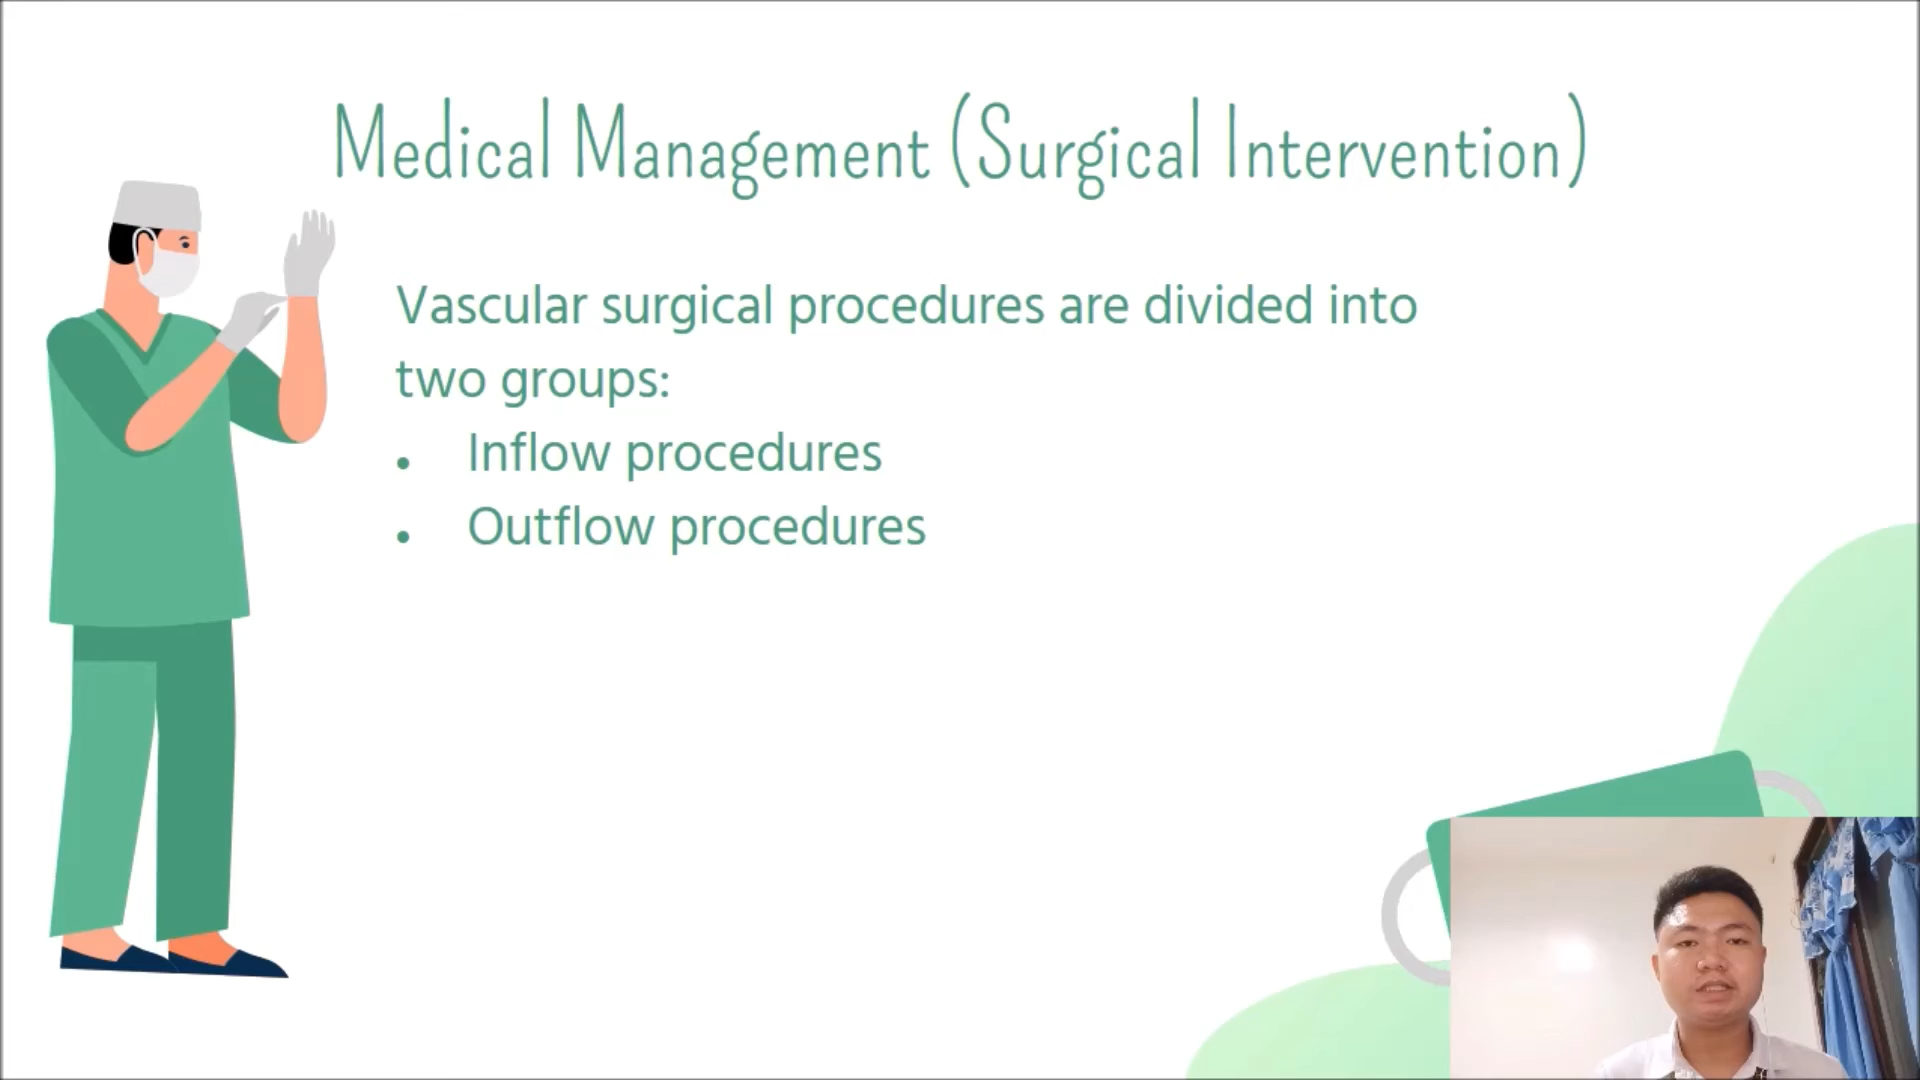 Medical Management (Surgical Intervention)
Vascular surgical procedures are divided into
two groups:
• Inflow procedures
• Outflow procedures